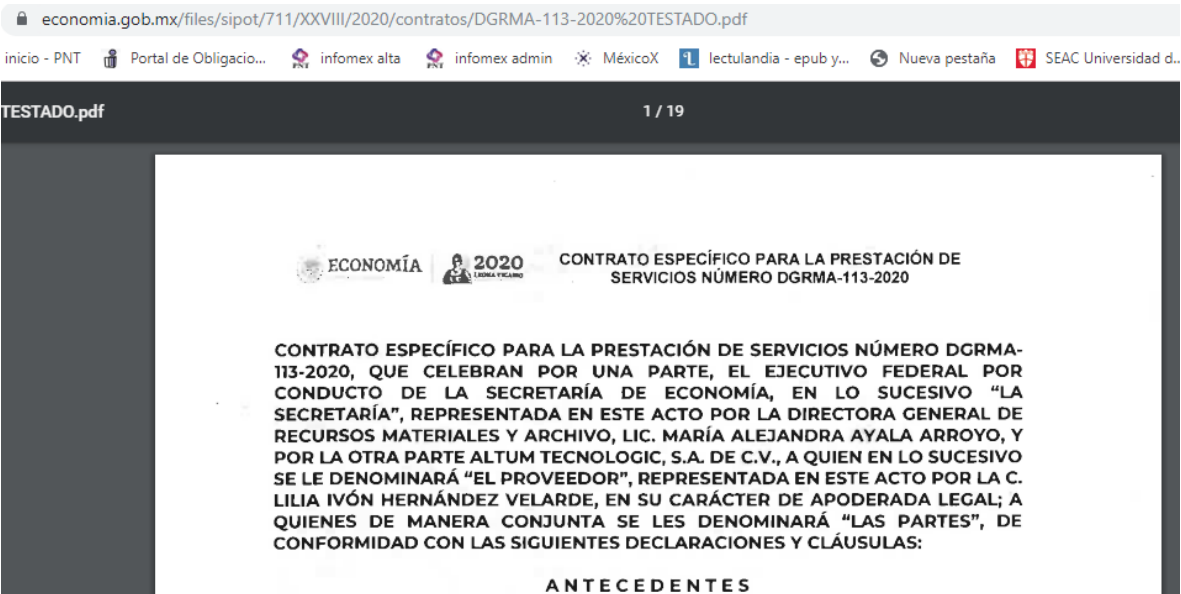 economia.gob.mx/files/sipot/711/XXVIII/2020/contratos/DGRMA-113-2020%20TESTADO.pdf
inicio - PNT Portal de Obligacio... infomex alta infomex admin MéxicoX lectulandia - epub y... Nueva pestaña SEAC Universidad d...
TESTADO.pdf 1 / 19
ECONOMÍA 2020 LEONA VICARIO
CONTRATO ESPECÍFICO PARA LA PRESTACIÓN DE
SERVICIOS NÚMERO DGRMA-113-2020
CONTRATO ESPECÍFICO PARA LA PRESTACIÓN DE SERVICIOS NÚMERO DGRMA-
113-2020, QUE CELEBRAN POR UNA PARTE, EL EJECUTIVO FEDERAL POR
CONDUCTO DE LA SECRETARÍA DE ECONOMÍA, EN LO SUCESIVO “LA
SECRETARÍA”, REPRESENTADA EN ESTE ACTO POR LA DIRECTORA GENERAL DE
RECURSOS MATERIALES Y ARCHIVO, LIC. MARÍA ALEJANDRA AYALA ARROYO, Y
POR LA OTRA PARTE ALTUM TECNOLOGIC, S.A. DE C.V., A QUIEN EN LO SUCESIVO
SE LE DENOMINARÁ “EL PROVEEDOR”, REPRESENTADA EN ESTE ACTO POR LA C.
LILIA IVÓN HERNÁNDEZ VELARDE, EN SU CARÁCTER DE APODERADA LEGAL; A
QUIENES DE MANERA CONJUNTA SE LES DENOMINARÁ “LAS PARTES”, DE
CONFORMIDAD CON LAS SIGUIENTES DECLARACIONES Y CLÁUSULAS:
ANTECEDENTES